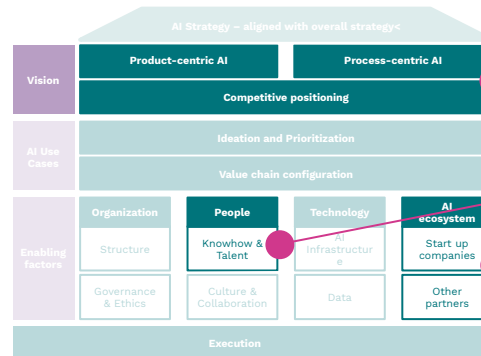 AI Strategy – aligned with overall strategy<
Vision
Product-centric AI
Process-centric AI
Competitive positioning
AI Use
Cases
Ideation and Prioritization
Value chain configuration
Enabling
factors
Organization
Structure
Governance
& Ethics
People
Knowhow &
Talent
Culture &
Collaboration
Technology
AI
Infrastructur
e
Data
AI
ecosystem
Start up
companies
Other
partners
Execution